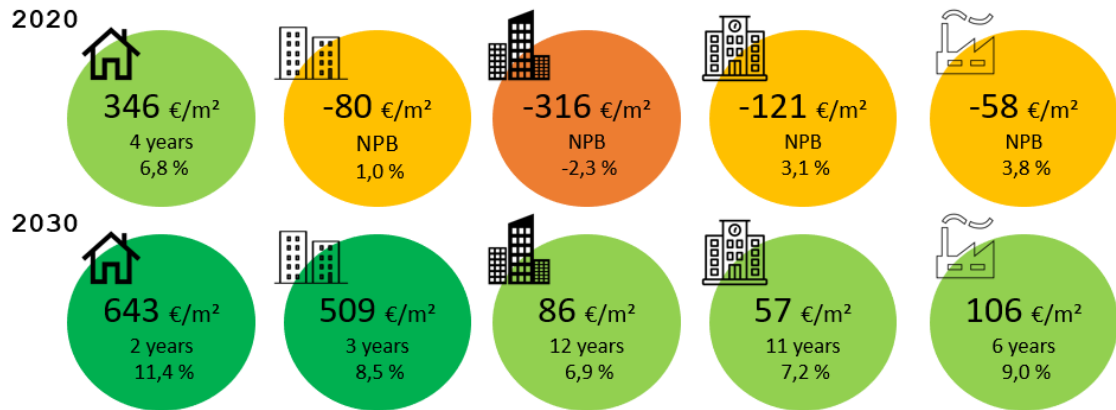 2020
346 €/m²
4 years
6,8 %
-80 €/m²
NPB
1,0 %
-316 €/m²
NPB
-2,3 %
-121 €/m²
NPB
3,1 %
-58 €/m²
NPB
3,8 %
2030
643 €/m²
2 years
11,4 %
509 €/m²
3 years
8,5 %
86 €/m²
12 years
6,9 %
57 €/m²
11 years
7,2 %
106 €/m²
6 years
9,0 %